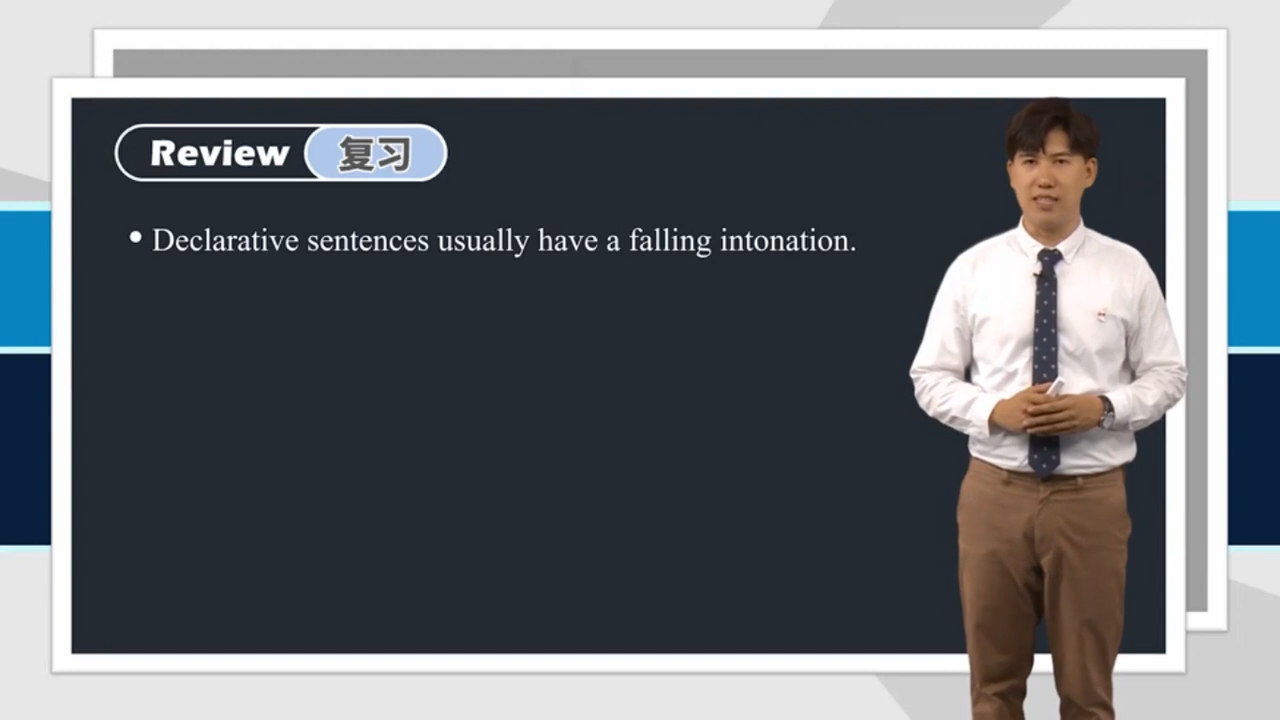 Review 复习
• Declarative sentences usually have a falling intonation.